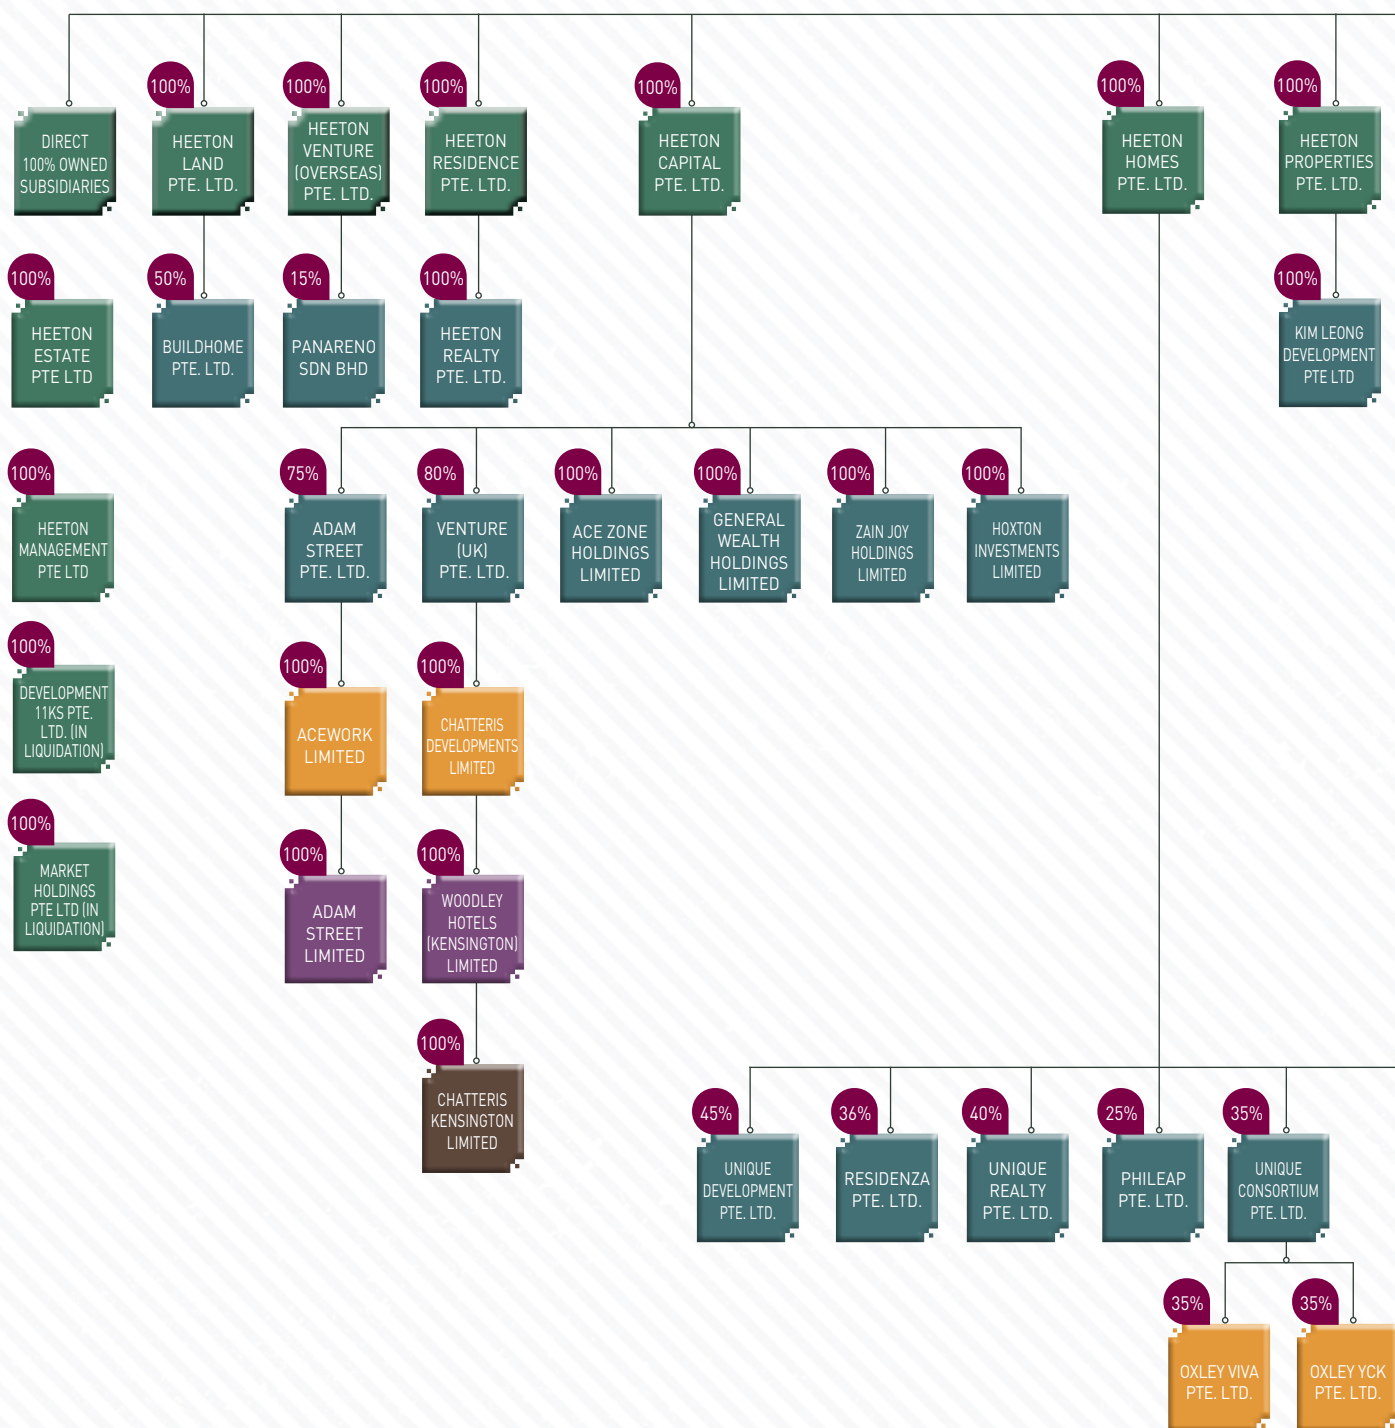 DIRECT
100% OWNED
SUBSIDIARIES
100%
HEETON
LAND
PTE. LTD.
100%
HEETON
VENTURE
(OVERSEAS)
PTE. LTD.
100%
HEETON
RESIDENCE
PTE. LTD.
100%
HEETON
CAPITAL
PTE. LTD.
100%
HEETON
HOMES
PTE. LTD.
100%
HEETON
PROPERTIES
PTE. LTD.
100%
HEETON
ESTATE
PTE LTD
50%
BUILDHOME
PTE. LTD.
15%
PANARENO
SDN BHD
100%
HEETON
REALTY
PTE. LTD.
100%
KIM LEONG
DEVELOPMENT
PTE LTD
100%
HEETON
MANAGEMENT
PTE LTD
75%
ADAM
STREET
PTE. LTD.
80%
VENTURE
(UK)
PTE. LTD.
100%
ACE ZONE
HOLDINGS
LIMITED
100%
GENERAL
WEALTH
HOLDINGS
LIMITED
100%
ZAIN JOY
HOLDINGS
LIMITED
100%
HOXTON
INVESTMENTS
LIMITED
100%
DEVELOPMENT
11KS PTE.
LTD. (IN
LIQUIDATION)
100%
ACEWORK
LIMITED
100%
CHATTERIS
DEVELOPMENTS
LIMITED
100%
MARKET
HOLDINGS
PTE LTD (IN
LIQUIDATION)
100%
ADAM
STREET
LIMITED
100%
WOODLEY
HOTELS
(KENSINGTON)
LIMITED
100%
CHATTERIS
KENSINGTON
LIMITED
45%
UNIQUE
DEVELOPMENT
PTE. LTD.
36%
RESIDENZA
PTE. LTD.
40%
UNIQUE
REALTY
PTE. LTD.
25%
PHILEAP
PTE. LTD.
35%
UNIQUE
CONSORTIUM
PTE. LTD.
35%
OXLEY VIVA
PTE. LTD.
35%
OXLEY YCK
PTE. LTD.